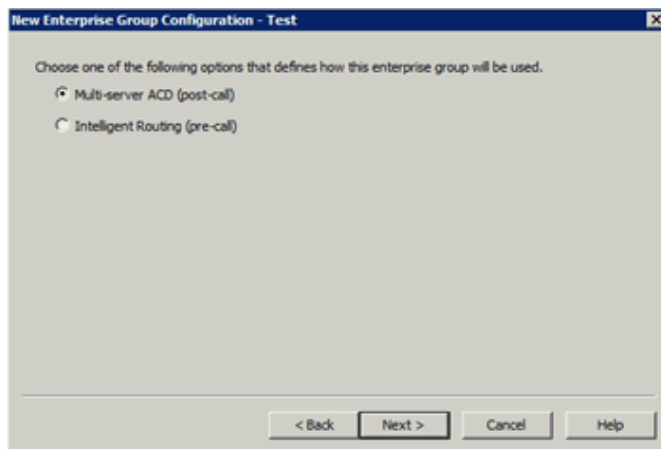 New Enterprise Group Configuration - Test
Choose one of the following options that defines how this enterprise group will be used.
Multi-server ACD (post-call)
Intelligent Routing (pre-call)
< Back Next > Cancel Help